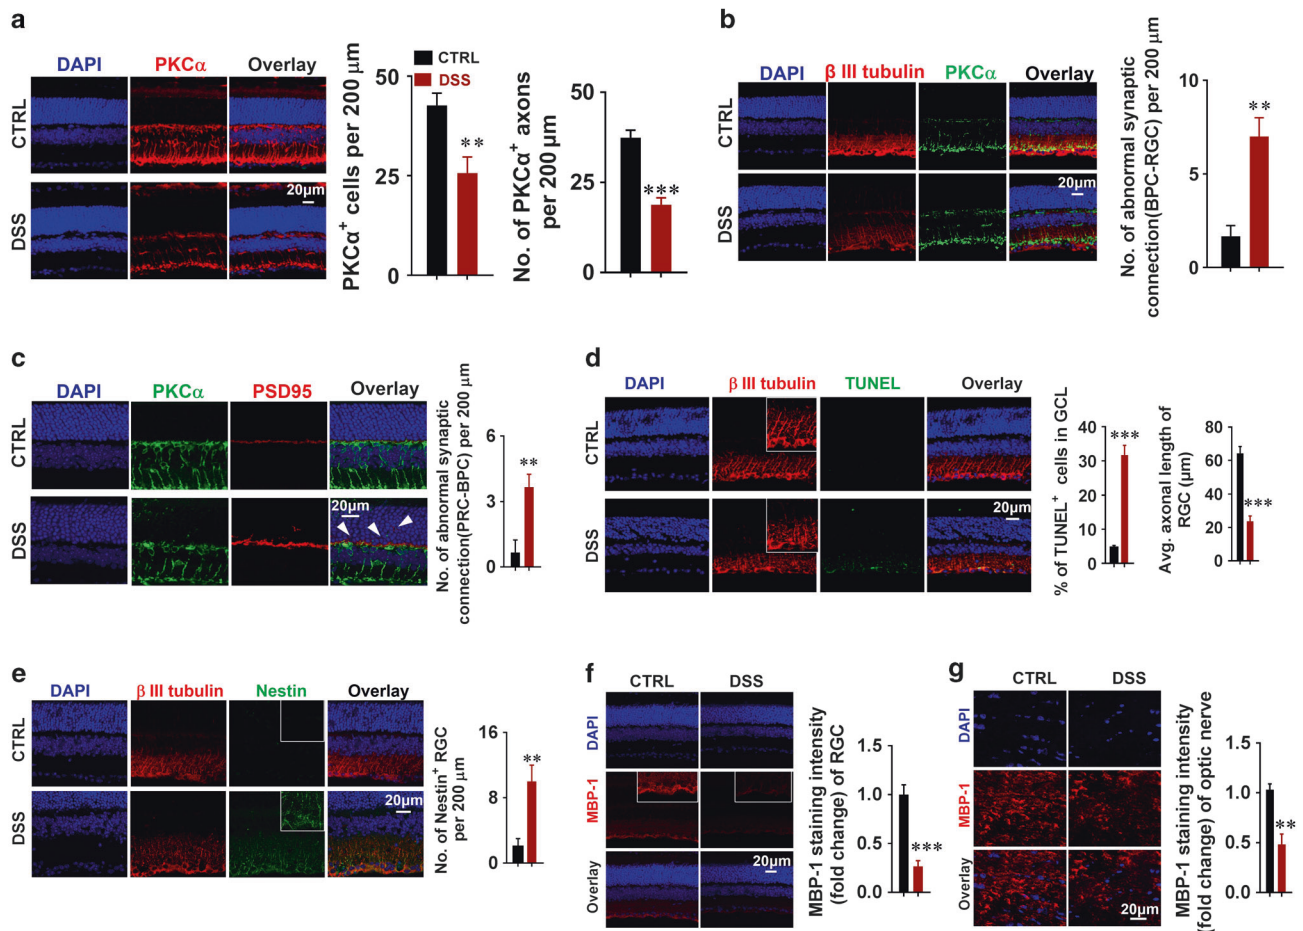 a
DAPI PKCα Overlay
CTRL
DSS
20µm
PKCα+ cells per 200 µm
50
25
0
CTRL
DSS
**
No. of PKCα+ axons
per 200 µm
50
25
0
***
b
DAPI β III tubulin PKCα Overlay
CTRL
DSS
20µm
No. of abnormal synaptic
connection(BPC-RGC) per 200 µm
10
5
0
**
c
DAPI PKCα PSD95 Overlay
CTRL
DSS
20µm
No. of abnormal synaptic
connection(PRC-BPC) per 200 µm
6
3
0
**
d
DAPI β III tubulin TUNEL Overlay
CTRL
DSS
20µm
% of TUNEL+ cells in GCL
40
30
20
10
0
***
Avg. axonal length of
RGC (µm)
80
60
40
20
0
***
e
DAPI β III tubulin Nestin Overlay
CTRL
DSS
20µm
No. of Nestin+ RGC
per 200 µm
16
8
0
**
f
CTRL DSS
DAPI
MBP-1
Overlay
20µm
MBP-1 staining intensity
(fold change) of RGC
1.5
1.0
0.5
0.0
***
g
CTRL DSS
DAPI
MBP-1
Overlay
20µm
MBP-1 staining intensity
(fold change) of optic nerve
1.5
1.0
0.5
0.0
**